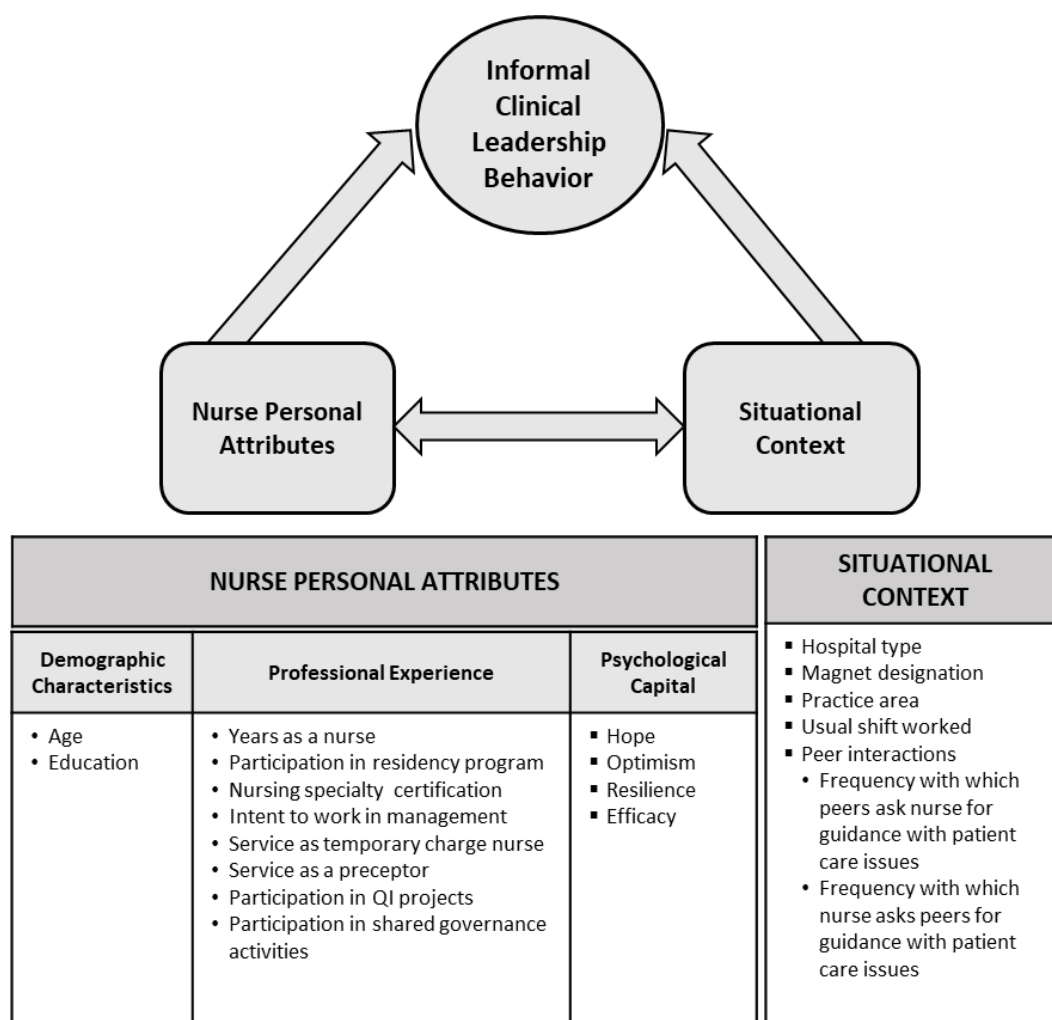 Informal
Clinical
Leadership
Behavior
Nurse Personal
Attributes
Situational
Context
NURSE PERSONAL ATTRIBUTES
Demographic
Characteristics
• Age
• Education
Professional Experience
• Years as a nurse
• Participation in residency program
• Nursing specialty certification
• Intent to work in management
• Service as temporary charge nurse
• Service as a preceptor
• Participation in QI projects
• Participation in shared governance
activities
Psychological
Capital
▪ Hope
▪ Optimism
▪ Resilience
▪ Efficacy
SITUATIONAL
CONTEXT
▪ Hospital type
▪ Magnet designation
▪ Practice area
▪ Usual shift worked
▪ Peer interactions
• Frequency with which
peers ask nurse for
guidance with patient
care issues
• Frequency with which
nurse asks peers for
guidance with patient
care issues